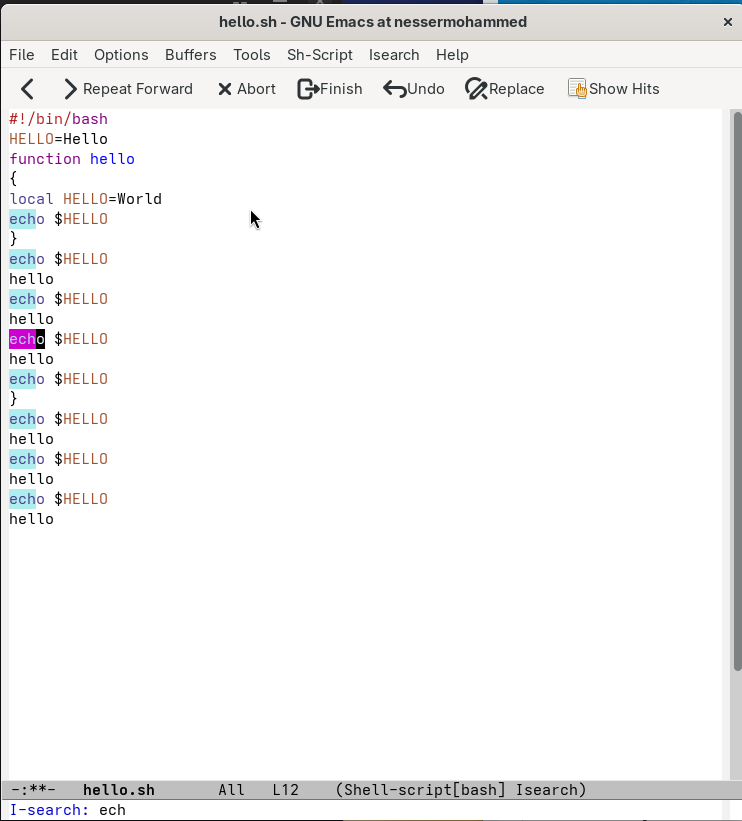 hello.sh - GNU Emacs at nessermohammed ×
File Edit Options Buffers Tools Sh-Script Isearch Help
Repeat Forward Abort Finish Undo Replace Show Hits
#!/bin/bash
HELLO=Hello
function hello
{
local HELLO=World
echo $HELLO
}
echo $HELLO
hello
echo $HELLO
hello
echo $HELLO
hello
echo $HELLO
}
echo $HELLO
hello
echo $HELLO
hello
echo $HELLO
hello
-:**- hello.sh All L12 (Shell-script[bash] Isearch)
I-search: ech